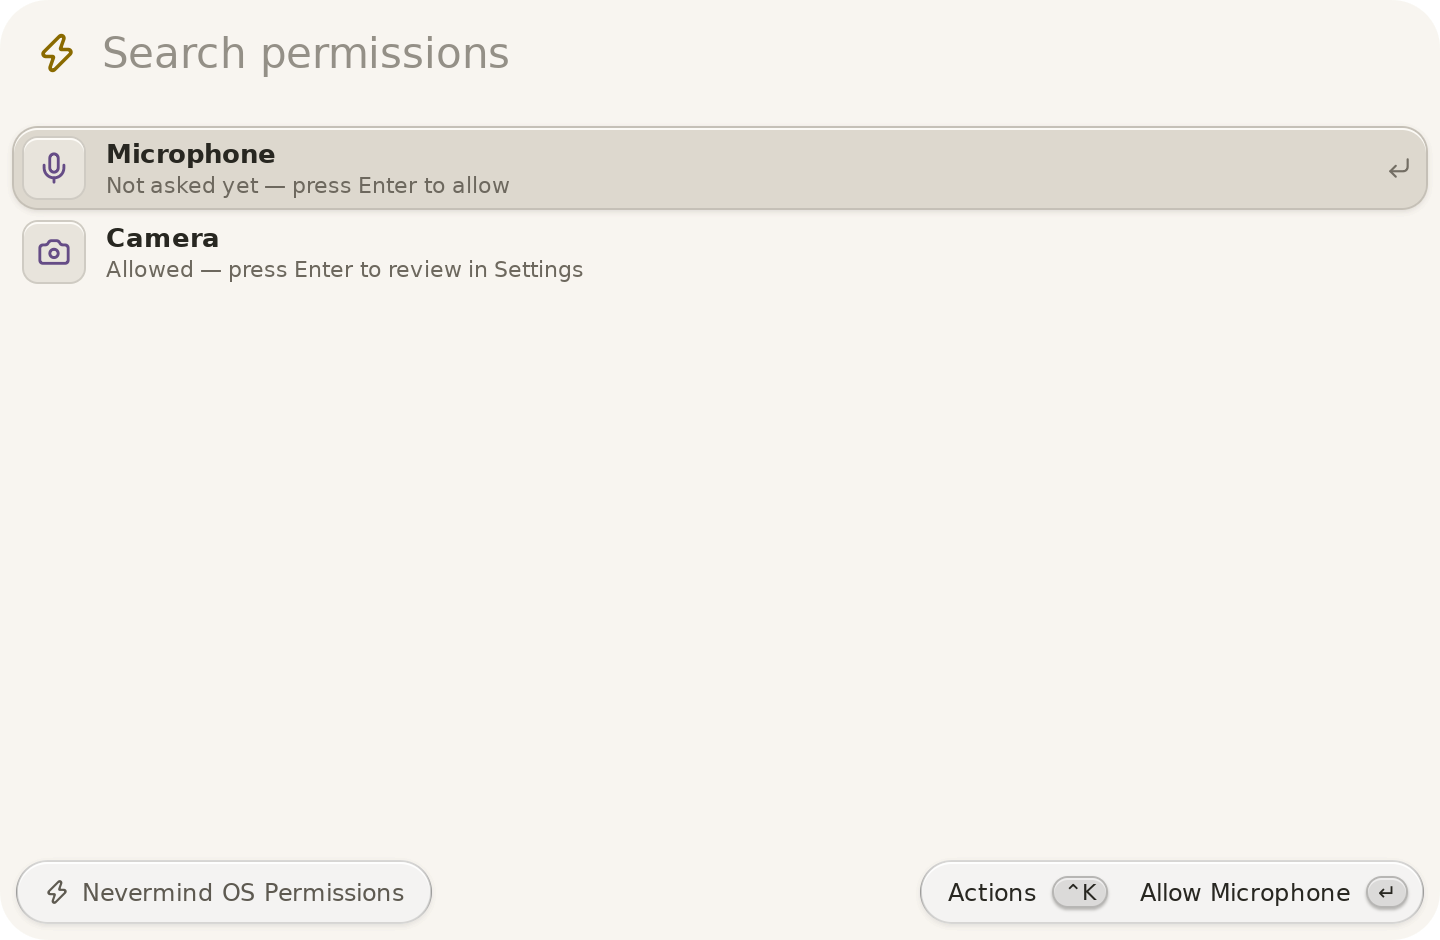 Search permissions
Microphone
Not asked yet — press Enter to allow
Camera
Allowed — press Enter to review in Settings
Nevermind OS Permissions
Actions ^K Allow Microphone ↵